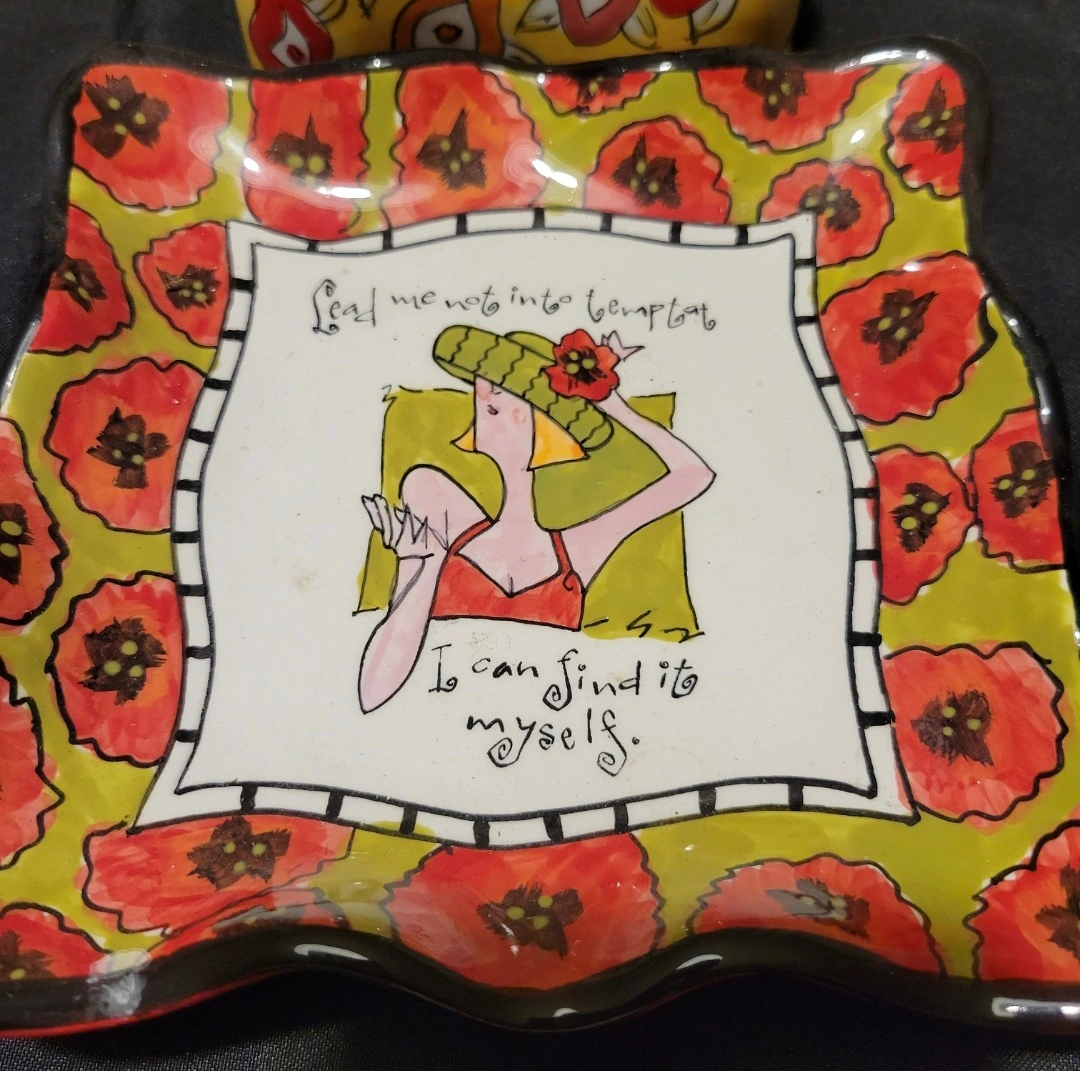 Lead me not into temptat
I can find it
myself.